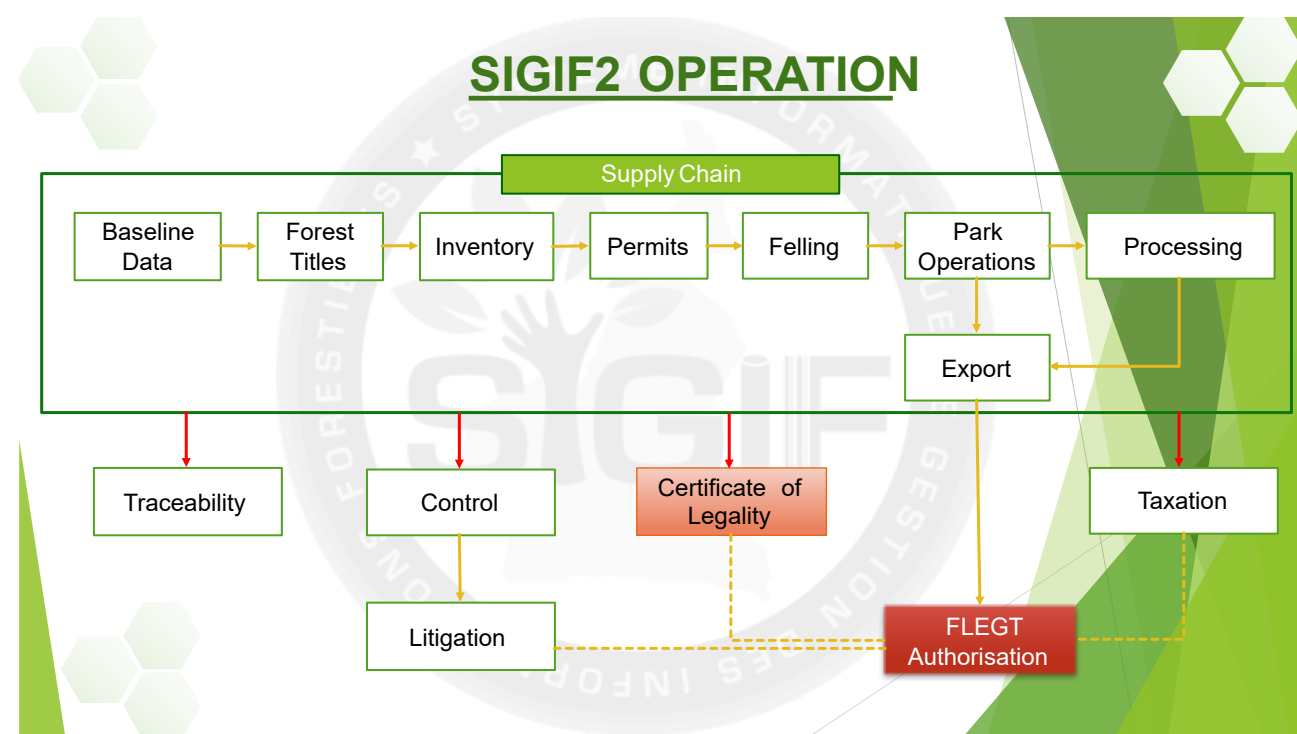 SIGIF2 OPERATION
Supply Chain
Baseline
Data
Forest
Titles
Inventory
Permits
Felling
Park
Operations
Processing
Export
Traceability
Control
Certificate of
Legality
Taxation
Litigation
FLEGT
Authorisation
SIGIF